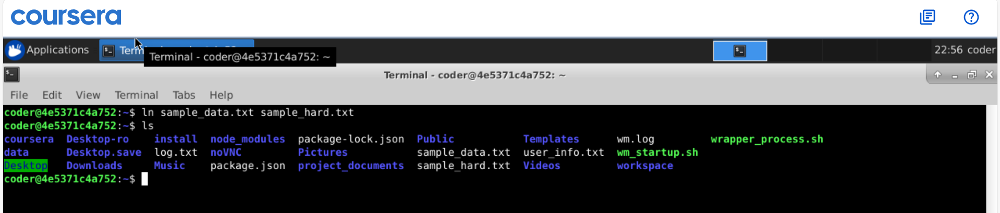 coursera
Applications
Term
22:56 coder
Terminal - coder@4e5371c4a752: ~
Terminal - coder@4e5371c4a752: ~
File Edit View Terminal Tabs Help
coder@4e5371c4a752:~$ ln sample_data.txt sample_hard.txt
coder@4e5371c4a752:~$ ls
coursera Desktop-ro install node_modules package-lock.json Public Templates wm.log wrapper_process.sh
data Desktop.save log.txt noVNC Pictures sample_data.txt user_info.txt wm_startup.sh
Desktop Downloads Music package.json project_documents sample_hard.txt Videos workspace
coder@4e5371c4a752:~$